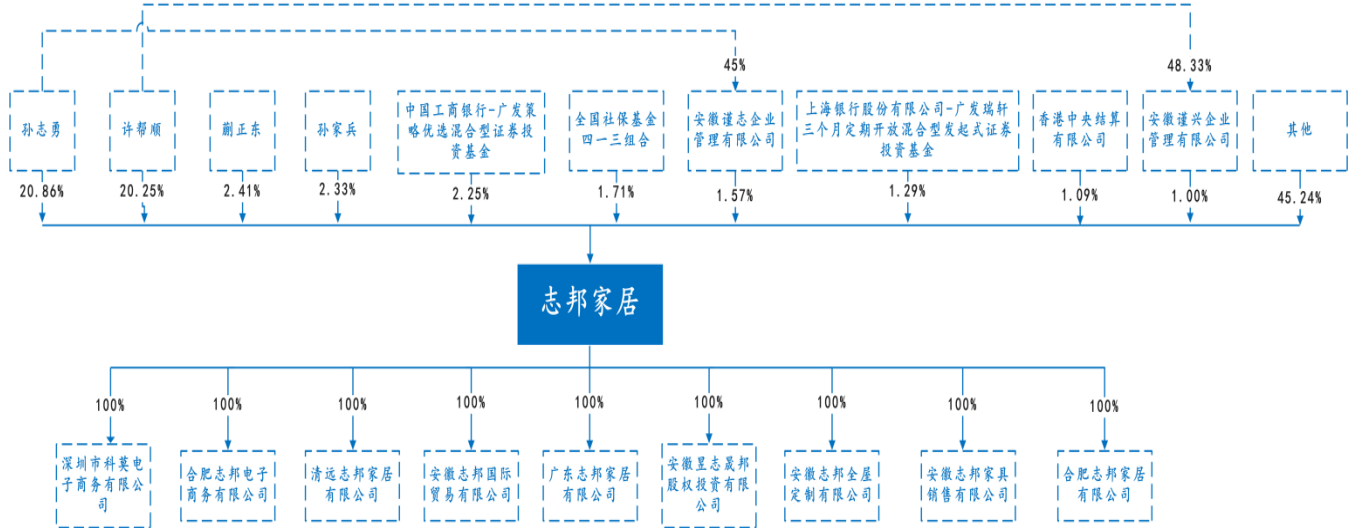 45%
48.33%
孙志勇
许帮顺
蒯正东
孙家兵
中国工商银行-广发策
略优选混合型证券投
资基金
全国社保基金
四一三组合
安徽谨志企业
管理有限公司
上海银行股份有限公司-广发瑞轩
三个月定期开放混合型发起式证券
投资基金
香港中央结算
有限公司
安徽谨兴企业
管理有限公司
其他
20.86%
20.25%
2.41%
2.33%
2.25%
1.71%
1.57%
1.29%
1.09%
1.00%
45.24%
志邦家居
100%
100%
100%
100%
100%
100%
100%
100%
100%
深圳市科莫电
子商务有限公
司
合肥志邦电子
商务有限公司
清远志邦家居
有限公司
安徽志邦国际
贸易有限公司
广东志邦家居
有限公司
安徽昱志晟邦
股权投资有限公
司
安徽志邦全屋
定制有限公司
安徽志邦家具
销售有限公司
合肥志邦家居
有限公司